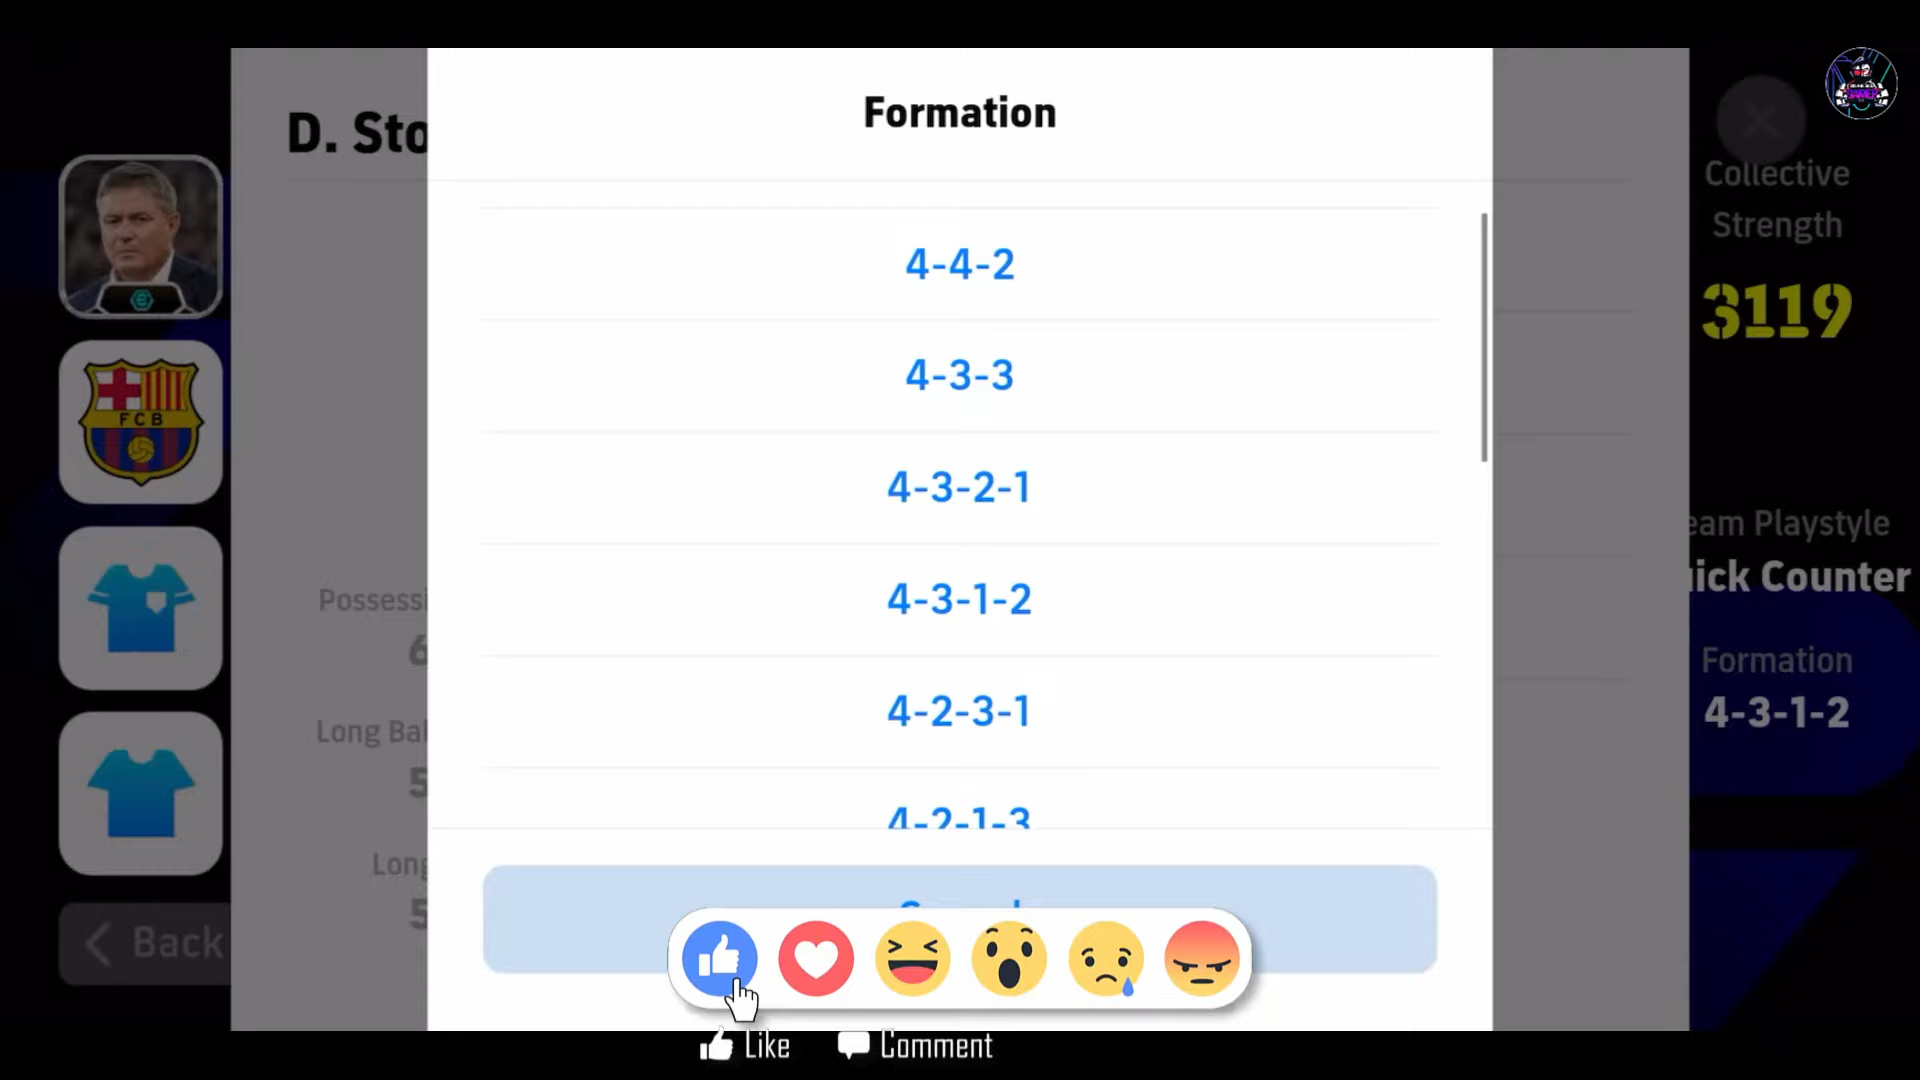 Formation
D. Sto
4-4-2
4-3-3
4-3-2-1
4-3-1-2
4-2-3-1
4-2-1-3
Collective
Strength
3119
eam Playstyle
ick Counter
Formation
4-3-1-2
FCB
Possessi
Long Bal
5
Long
5
Back
Like
Comment